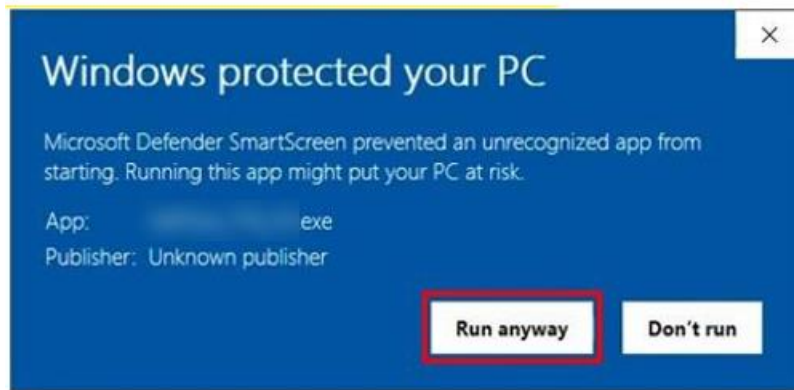 Windows protected your PC
Microsoft Defender SmartScreen prevented an unrecognized app from
starting. Running this app might put your PC at risk.
App: exe
Publisher: Unknown publisher
Run anyway Don't run